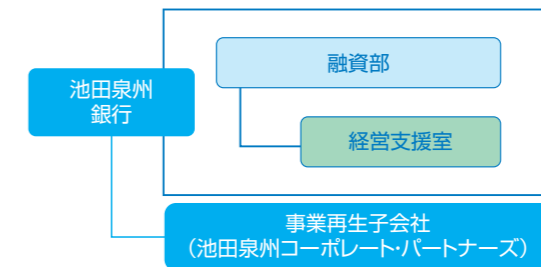 融資部
池田泉州
銀行
経営支援室
事業再生子会社
（池田泉州コーポレート・パートナーズ）